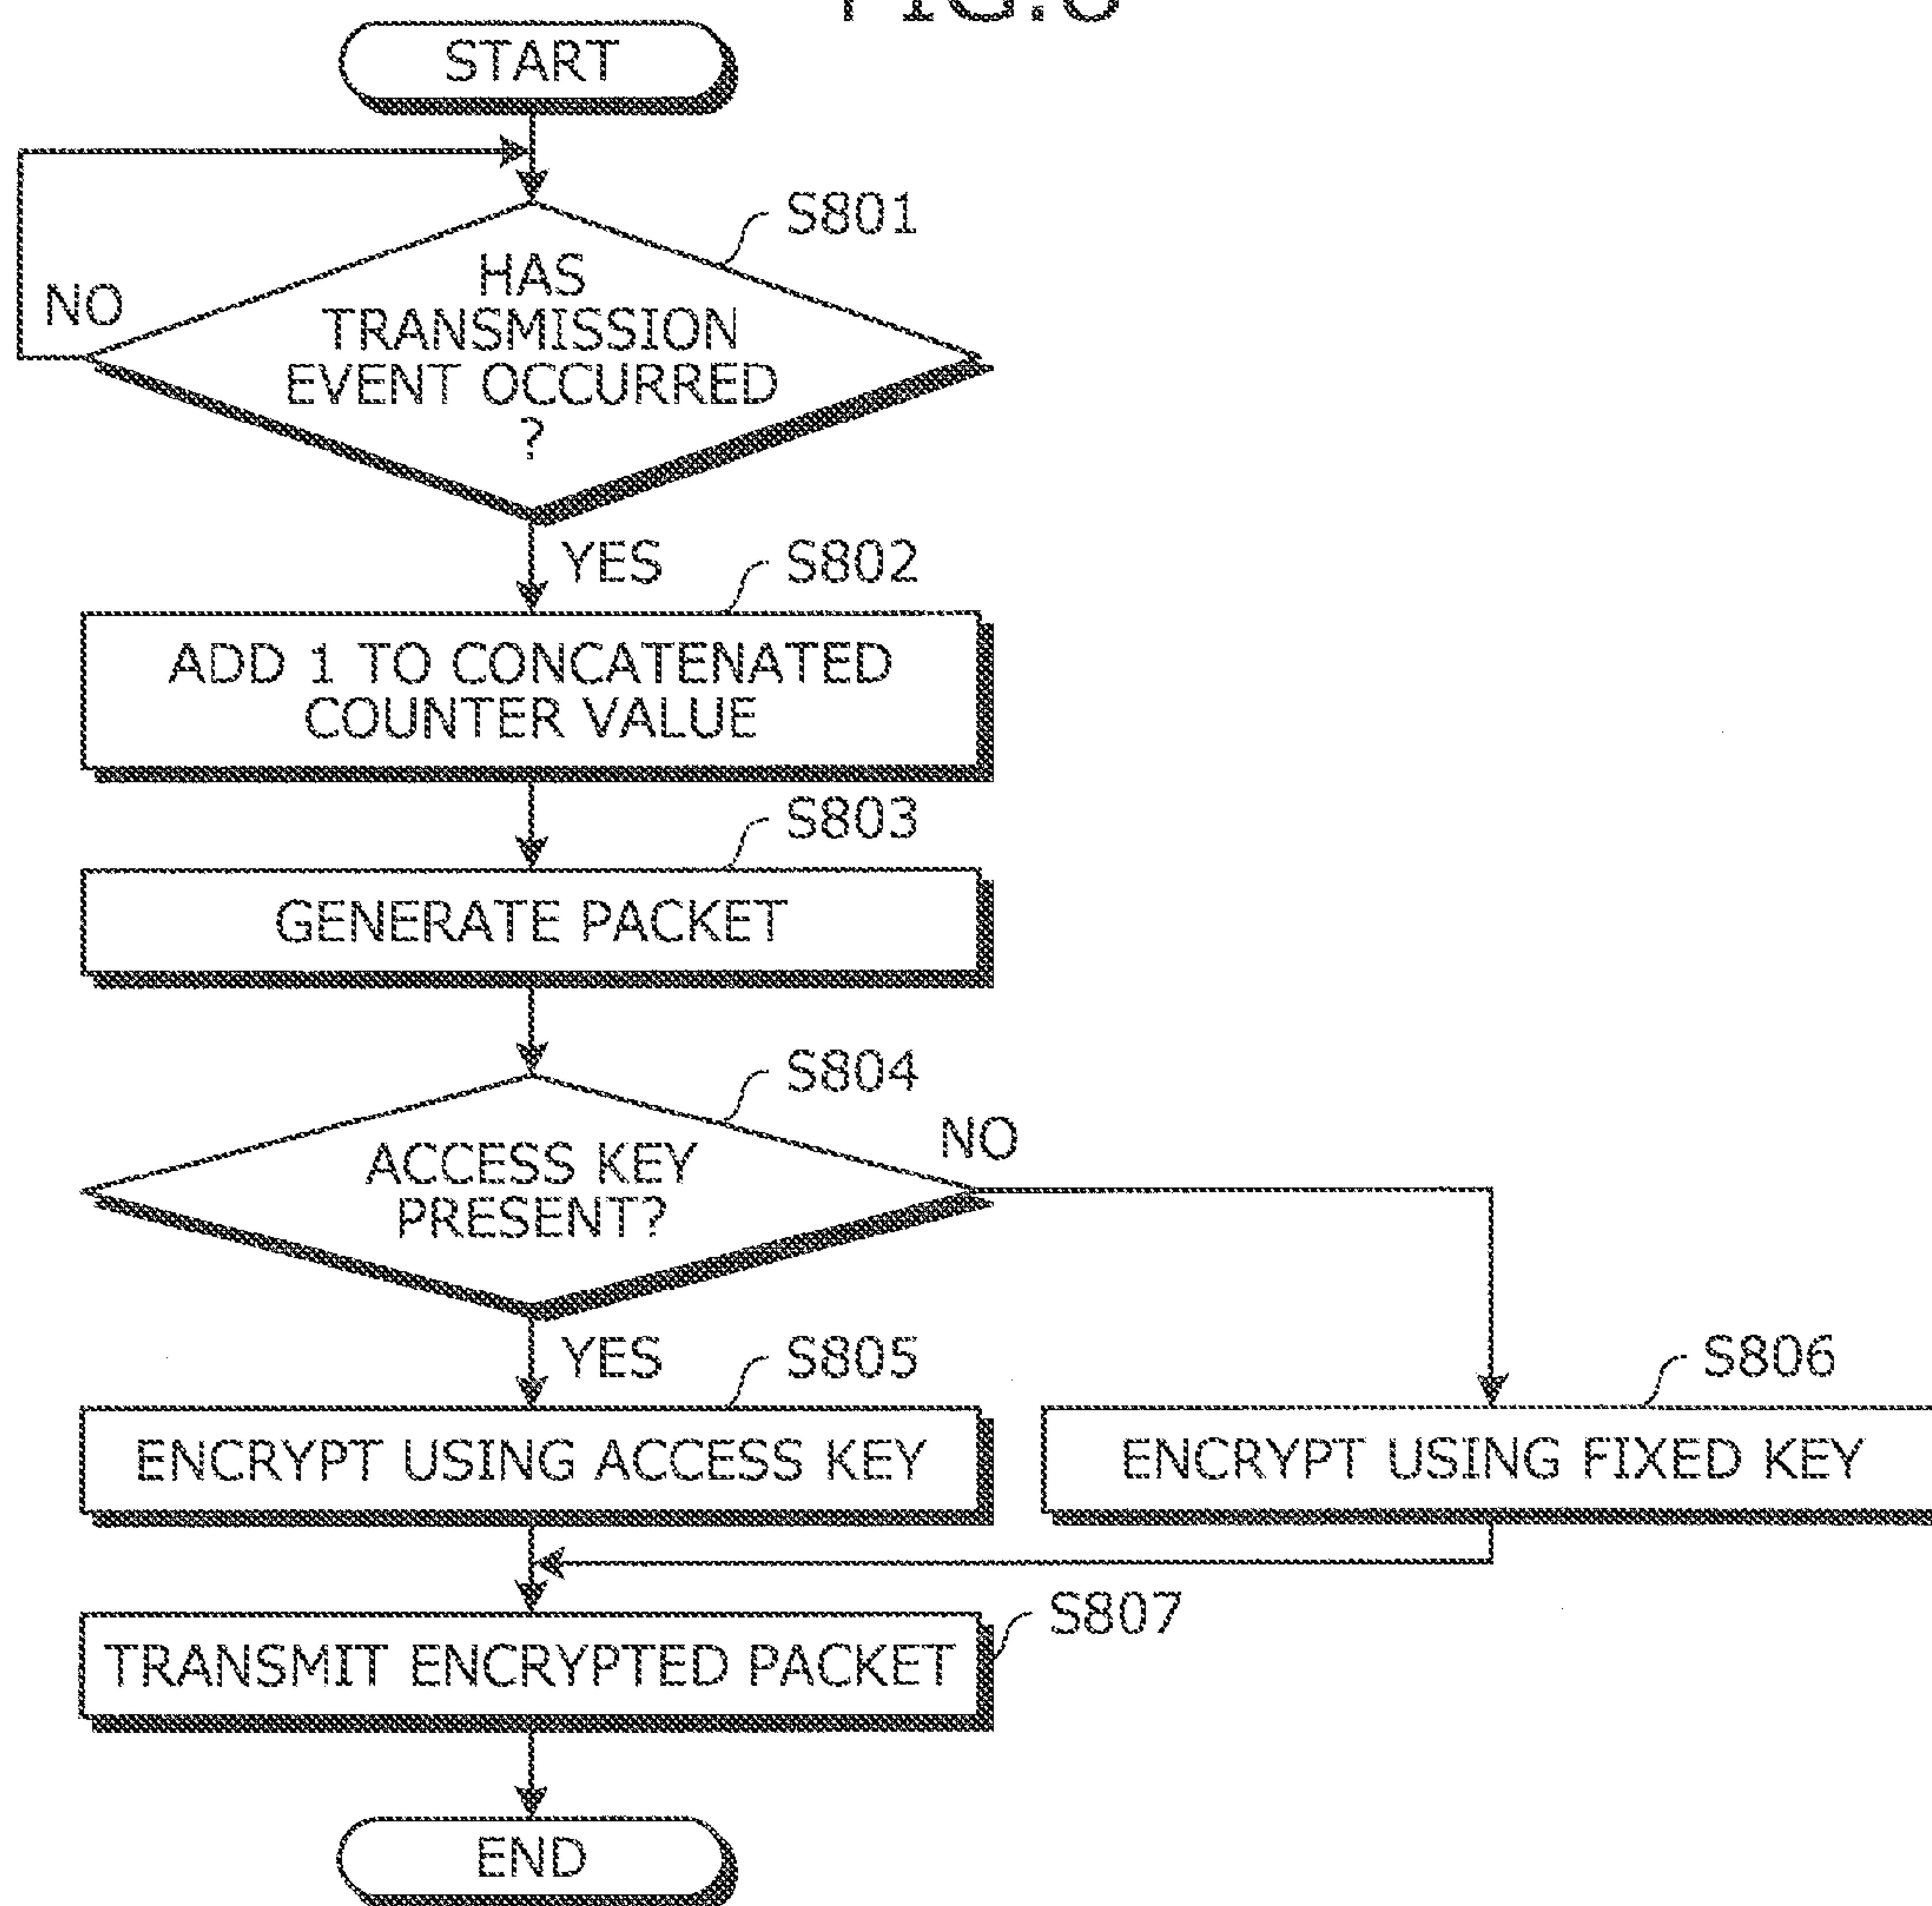 FIG.8
START
S801
HAS
TRANSMISSION
EVENT OCCURRED
?
NO
YES
S802
ADD 1 TO CONCATENATED
COUNTER VALUE
S803
GENERATE PACKET
S804
ACCESS KEY
PRESENT?
NO
YES
S805
ENCRYPT USING ACCESS KEY
S806
ENCRYPT USING FIXED KEY
S807
TRANSMIT ENCRYPTED PACKET
END